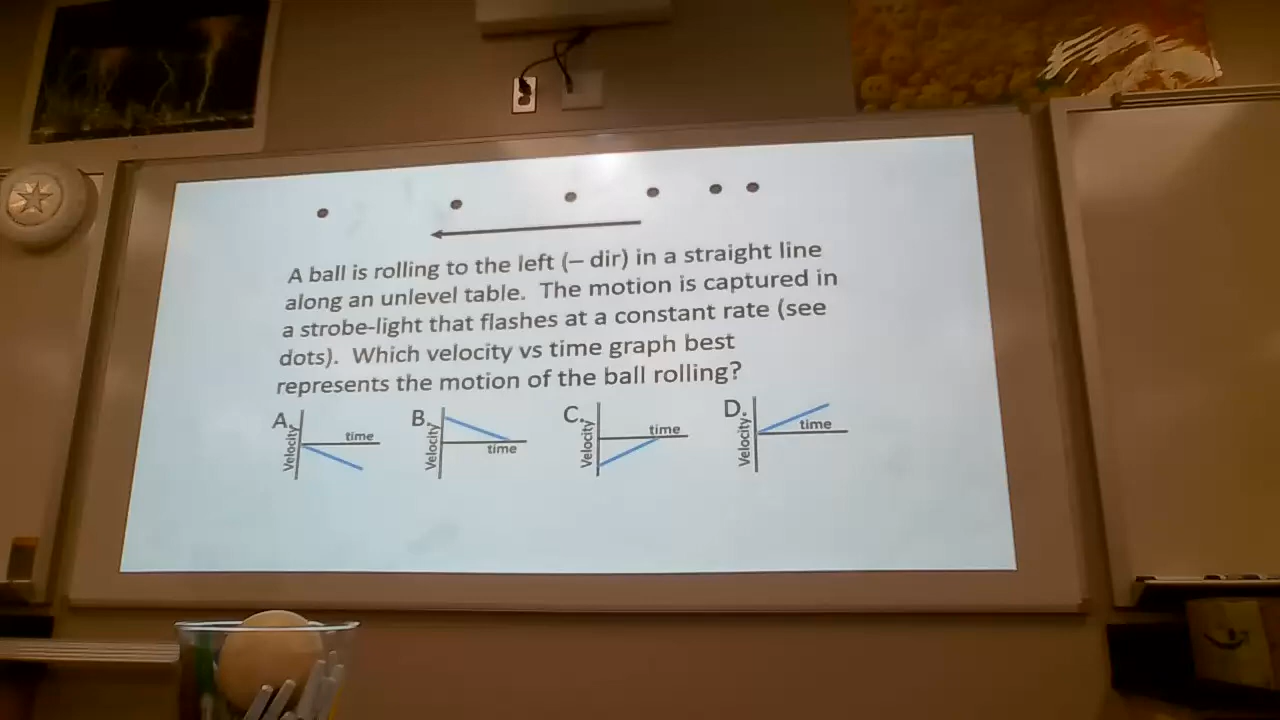 A ball is rolling to the left (– dir) in a straight line
along an unlevel table. The motion is captured in
a strobe-light that flashes at a constant rate (see
dots). Which velocity vs time graph best
represents the motion of the ball rolling?
A. B. C. D.
Velocity time Velocity time Velocity time Velocity time